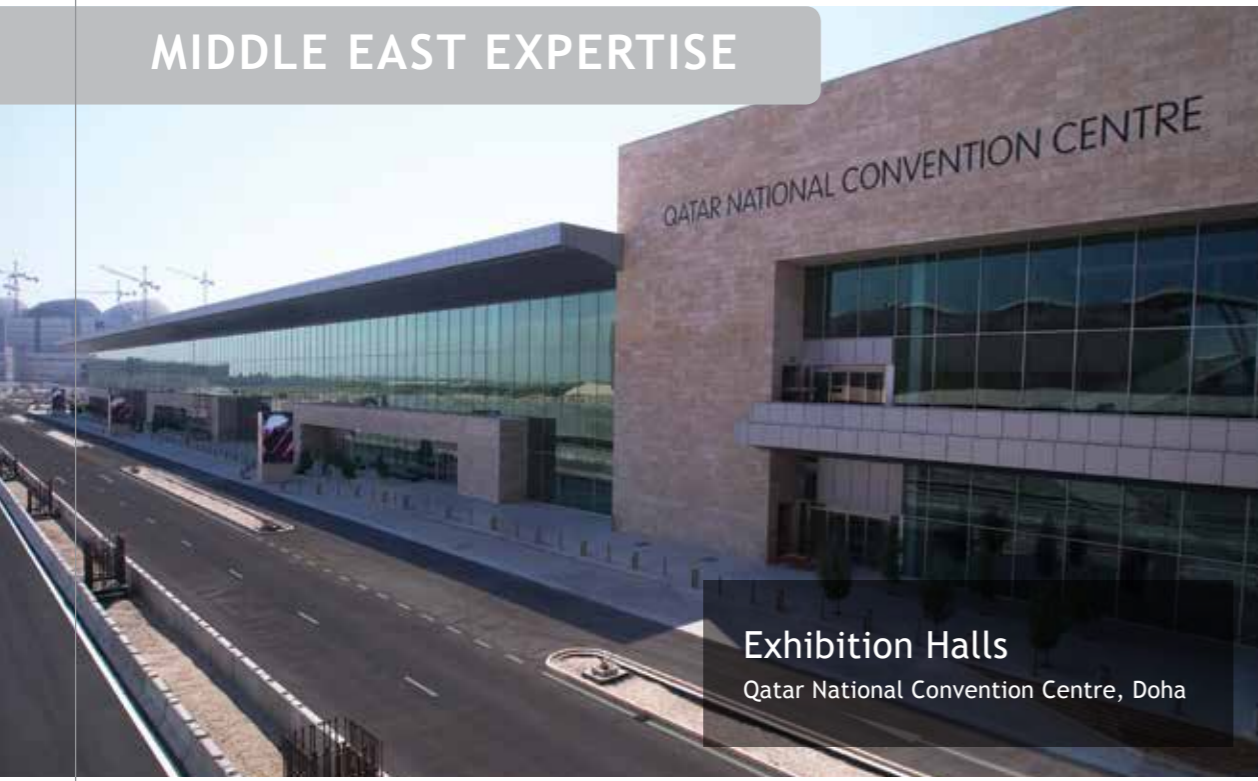 MIDDLE EAST EXPERTISE
QATAR NATIONAL CONVENTION CENTRE
Exhibition Halls
Qatar National Convention Centre, Doha